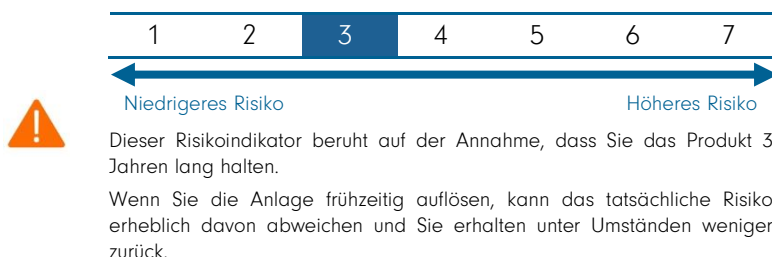 1 2 3 4 5 6 7
Niedrigeres Risiko Höheres Risiko
Dieser Risikoindikator beruht auf der Annahme, dass Sie das Produkt 3
Jahren lang halten.
Wenn Sie die Anlage frühzeitig auflösen, kann das tatsächliche Risiko
erheblich davon abweichen und Sie erhalten unter Umständen weniger
zurück.